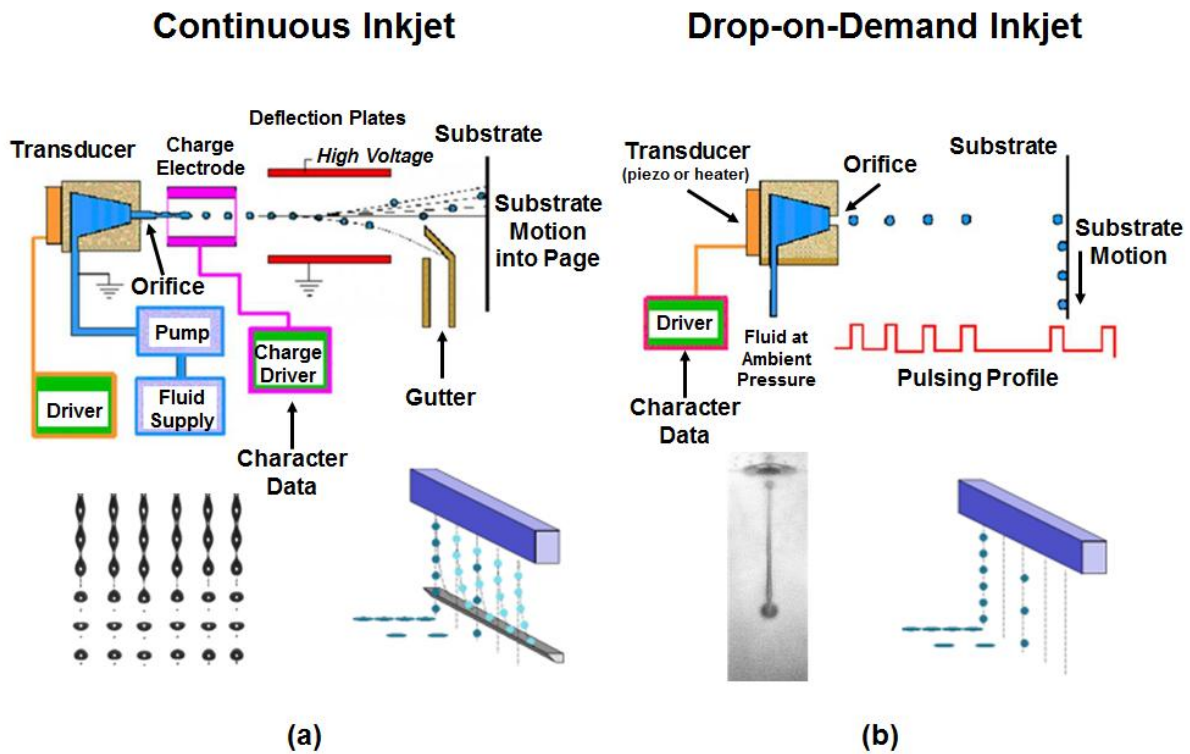 Continuous Inkjet
Transducer
Charge
Electrode
Deflection Plates
High Voltage
Substrate
Substrate
Motion
into Page
Orifice
Pump
Fluid
Supply
Driver
Charge
Driver
Gutter
Character
Data
(a)
Drop-on-Demand Inkjet
Transducer
(piezo or heater)
Orifice
Substrate
Substrate
Motion
Driver
Fluid at
Ambient
Pressure
Pulsing Profile
Character
Data
(b)